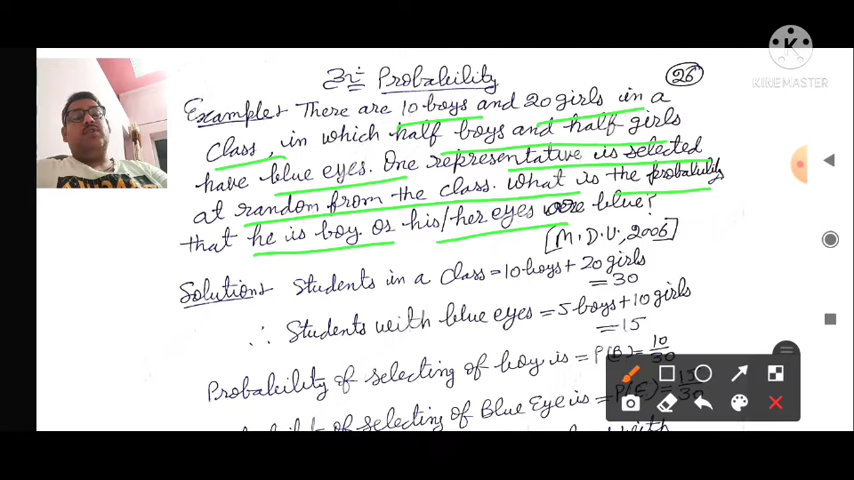 Probability
26
KINEMASTER
Example→ There are 10 boys and 20 girls in a
class, in which half boys and half girls
have blue eyes. One representative is selected
at random from the class. What is the probability
that he is boy or his/her eyes were blue?
[M.D.U, 2006]
Solution→ Students in a class = 10 boys + 20 girls
= 30
∴ Students with blue eyes = 5 boys + 10 girls
= 15
Probability of selecting of boy is = P(B) = 10/30
of selecting of Blue Eye is = P(E) = 15/30
with